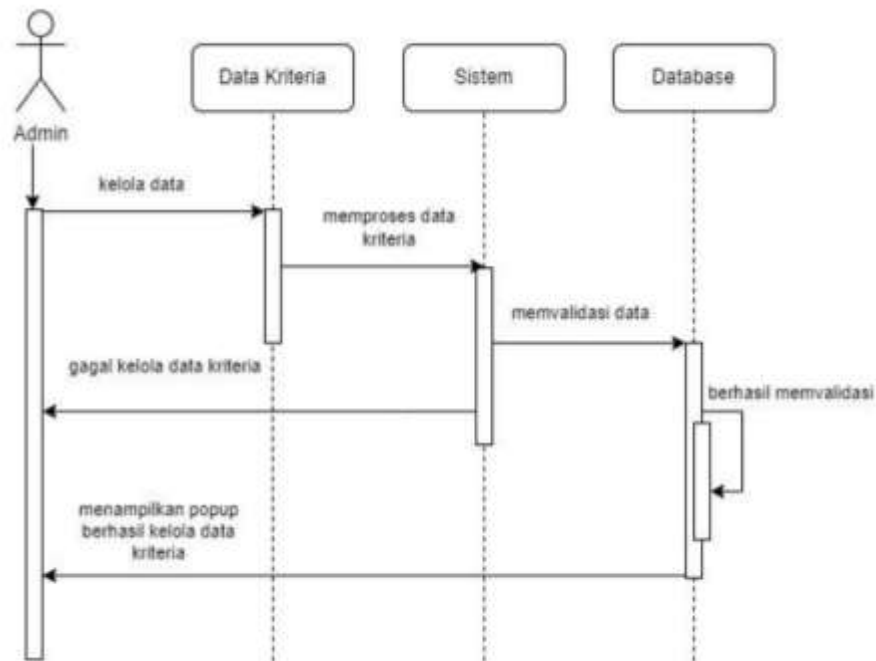 Data Kriteria
Sistem
Database
Admin
kelola data
memproses data
kriteria
memvalidasi data
gagal kelola data kriteria
berhasil memvalidasi
menampilkan popup
berhasil kelola data
kriteria